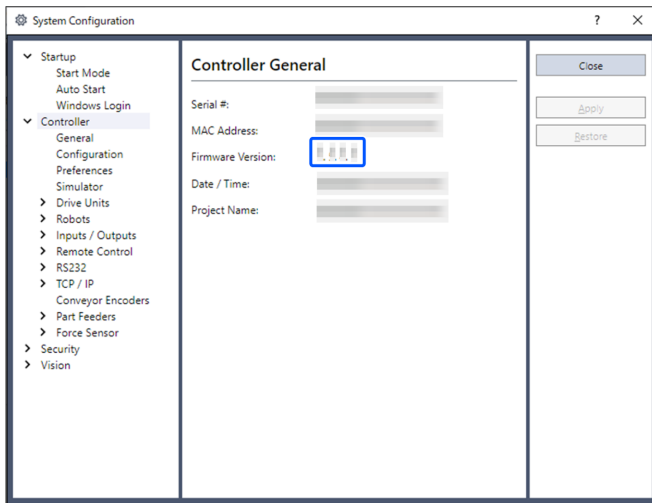 System Configuration
?
Startup
Start Mode
Auto Start
Windows Login
Controller
General
Configuration
Preferences
Simulator
Drive Units
Robots
Inputs / Outputs
Remote Control
RS232
TCP / IP
Conveyor Encoders
Part Feeders
Force Sensor
Security
Vision
Controller General
Serial #:
MAC Address:
Firmware Version:
Date / Time:
Project Name:
Close
Apply
Restore